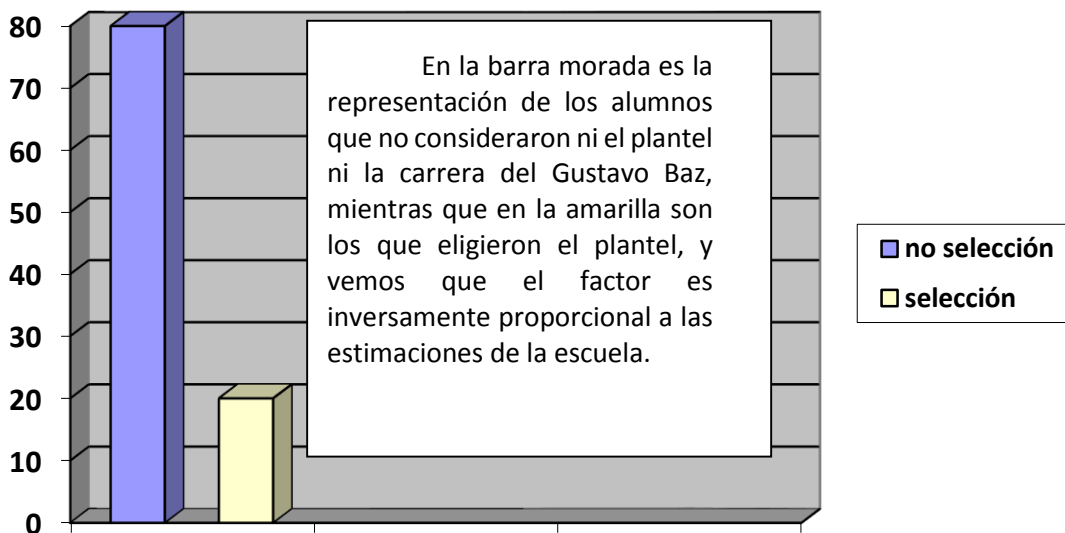 80
70
60
50
40
30
20
10
0
En la barra morada es la
representación de los alumnos
que no consideraron ni el plantel
ni la carrera del Gustavo Baz,
mientras que en la amarilla son
los que eligieron el plantel, y
vemos que el factor es
inversamente proporcional a las
estimaciones de la escuela.
no selección
selección